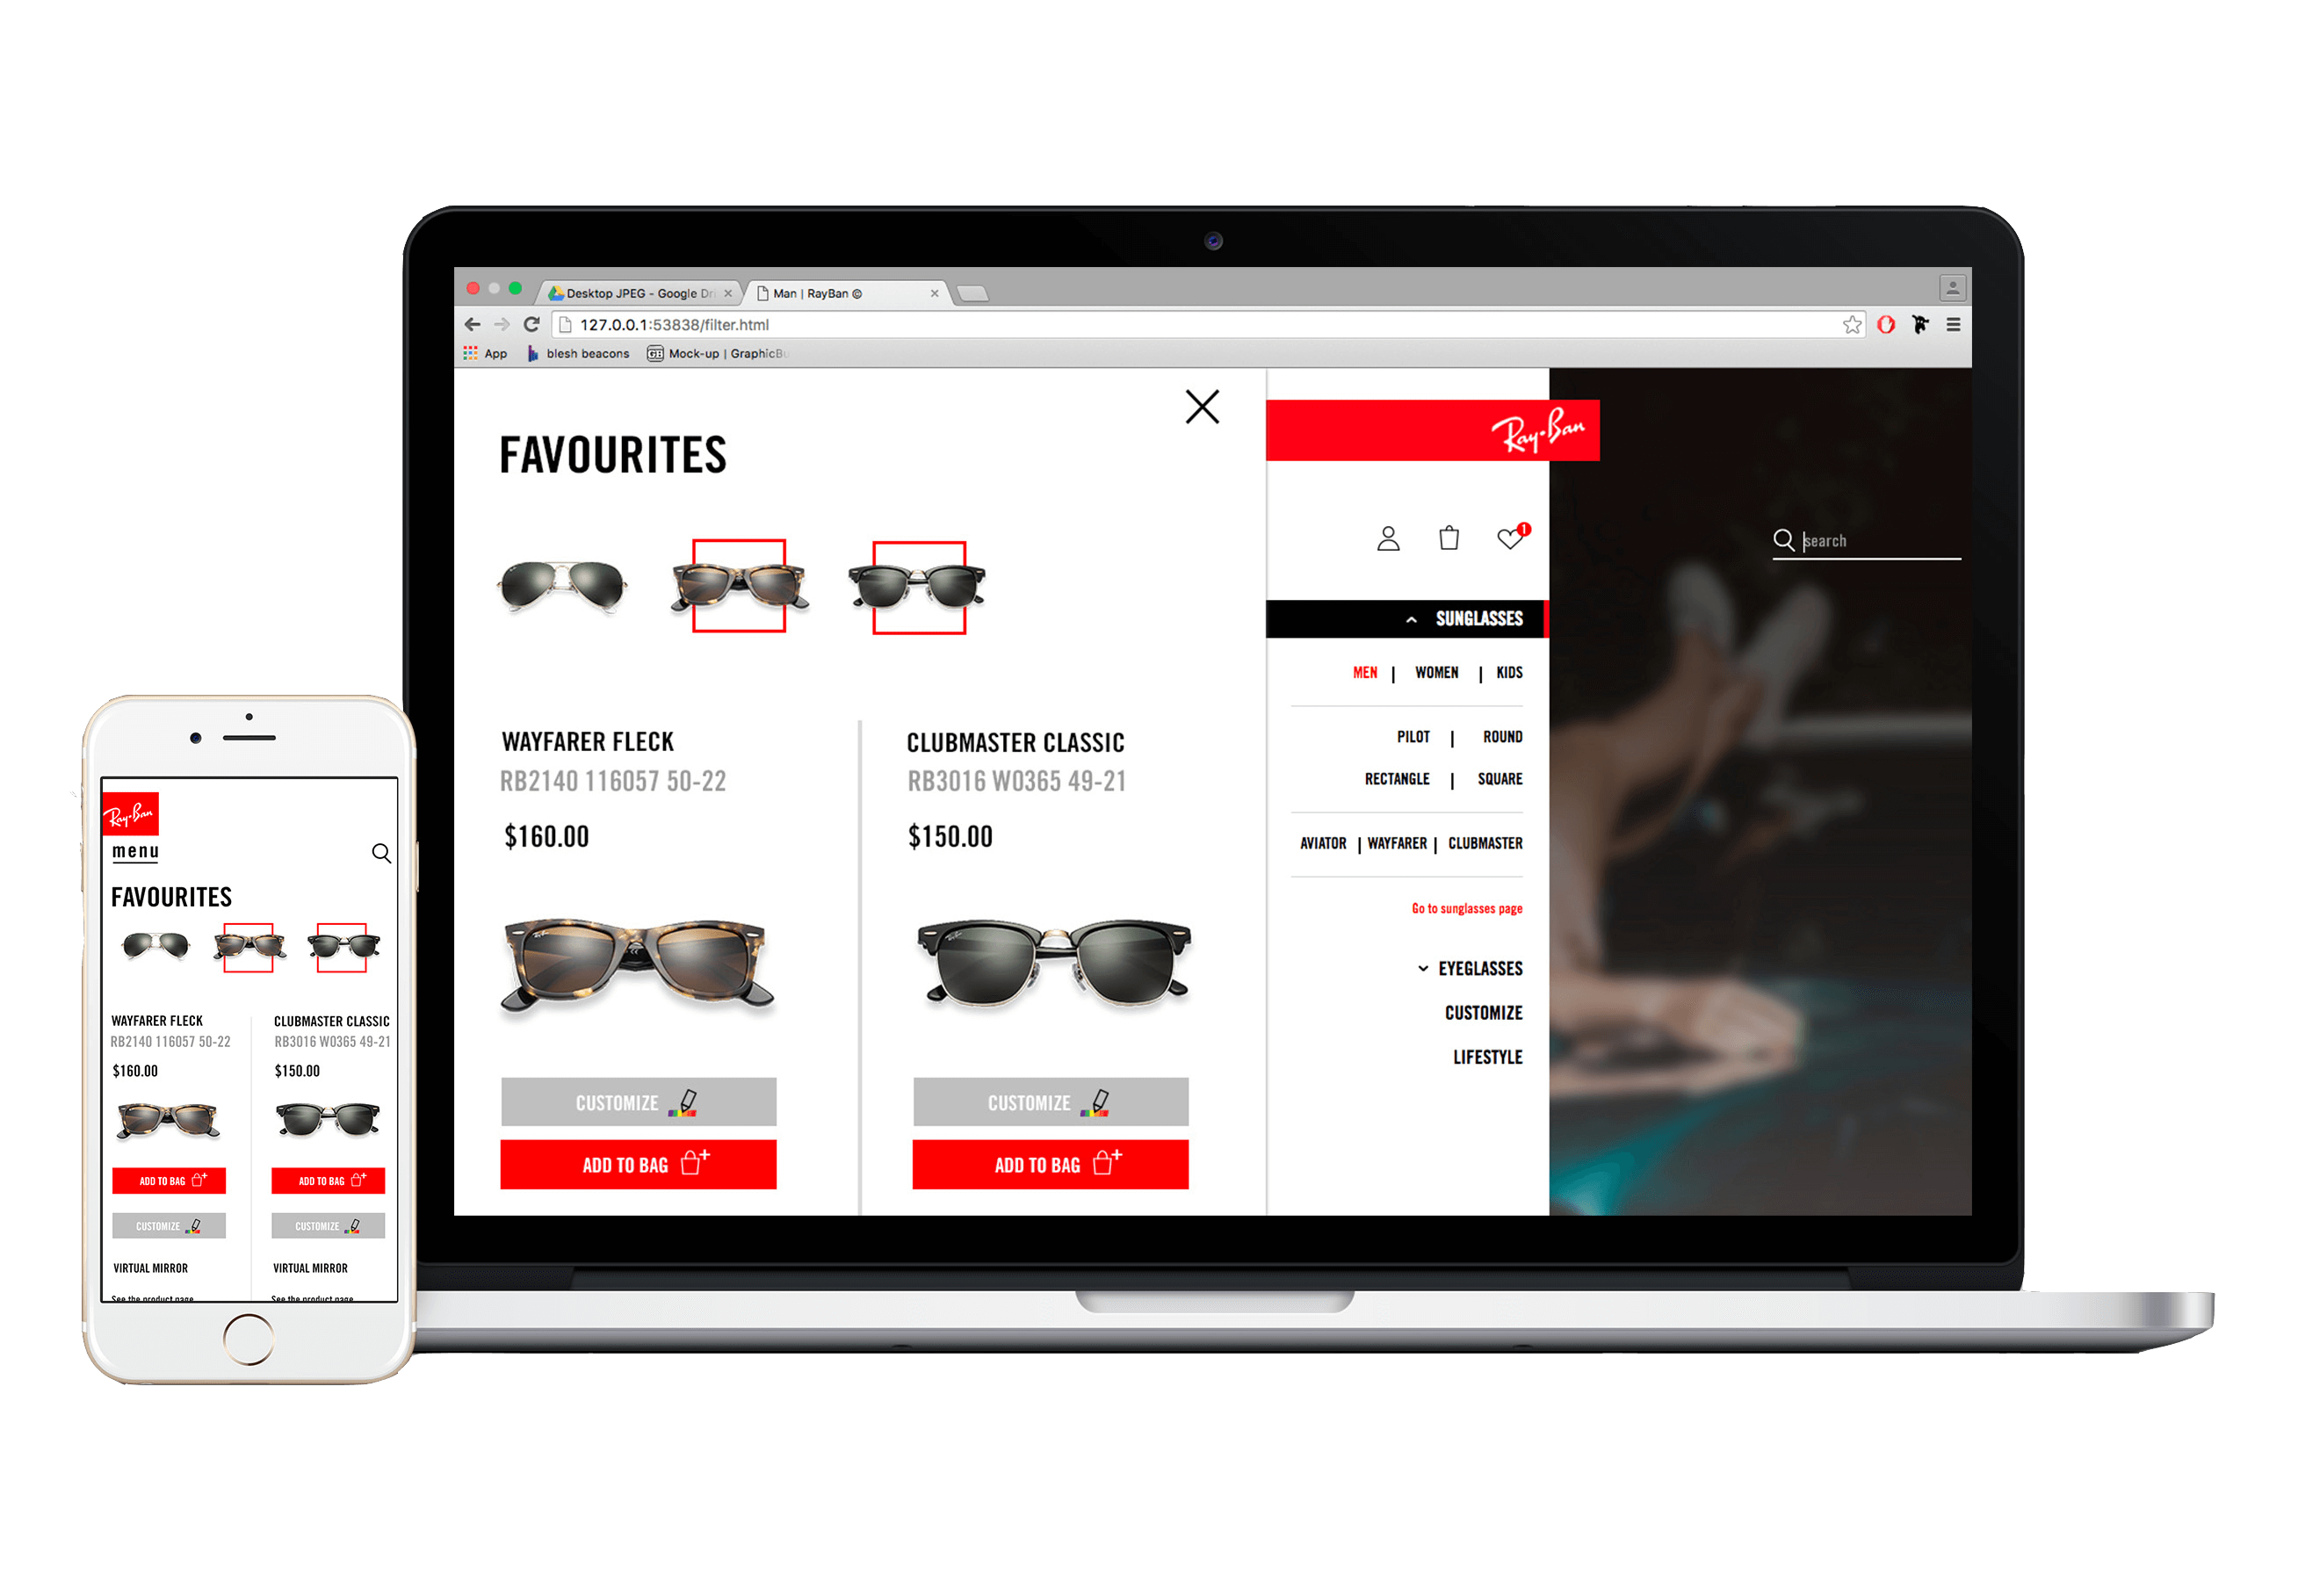 Desktop JPEG - Google Dri
Man | RayBan ©
127.0.0.1:53838/filter.html
App
blesh beacons
Mock-up | GraphicBu
FAVOURITES
WAYFARER FLECK
RB2140 116057 50-22
$160.00
CUSTOMIZE
ADD TO BAG
CLUBMASTER CLASSIC
RB3016 W0365 49-21
$150.00
CUSTOMIZE
ADD TO BAG
Ray-Ban
1
SUNGLASSES
MEN | WOMEN | KIDS
PILOT | ROUND
RECTANGLE | SQUARE
AVIATOR | WAYFARER | CLUBMASTER
Go to sunglasses page
EYEGLASSES
CUSTOMIZE
LIFESTYLE
search
Ray-Ban
menu
FAVOURITES
WAYFARER FLECK
RB2140 116057 50-22
$160.00
ADD TO BAG
CUSTOMIZE
VIRTUAL MIRROR
See the product page
CLUBMASTER CLASSIC
RB3016 W0365 49-21
$150.00
ADD TO BAG
CUSTOMIZE
VIRTUAL MIRROR
See the product page